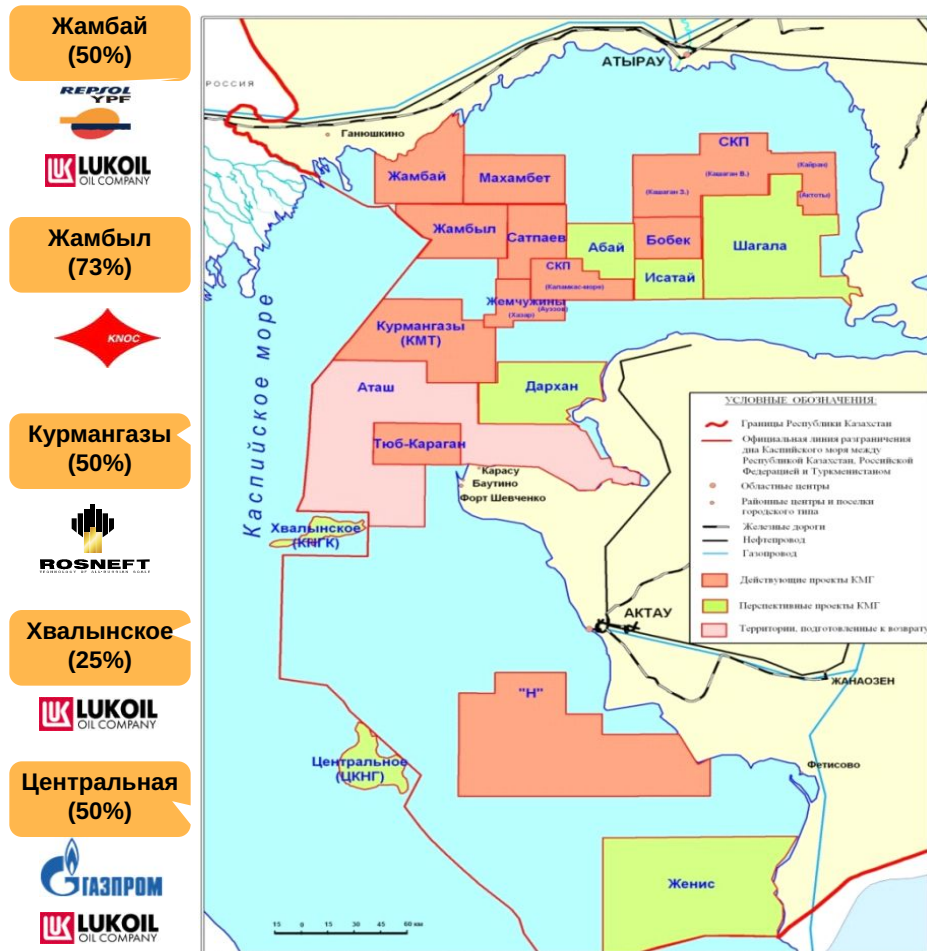 Жамбай
(50%)
REPSOL
YPF
LUKOIL
OIL COMPANY
Жамбыл
(73%)
KNOC
Курмангазы
(50%)
ROSNEFT
Хвалынское
(25%)
LUKOIL
OIL COMPANY
Центральная
(50%)
ГАЗПРОМ
LUKOIL
OIL COMPANY
РОССИЯ
АТЫРАУ
Ганюшкино
Жамбай
Махамбет
СКП
(Кайран)
(Кашаган З.)
(Кашаган В.)
(Актоты)
Жамбыл
Сатпаев
Абай
Бобек
Шагала
СКП
(Каламкас-море)
Исатай
Жемчужины
(Хазар)
(Ауэзов)
Курмангазы
(КМТ)
Каспийское море
Аташ
Дархан
Тюб-Караган
Карасу
Баутино
Форт Шевченко
Хвалынское
(КНГК)
АКТАУ
ЖАНАОЗЕН
"Н"
Центральное
(ЦКНГ)
Фетисово
Женис
15 0 15 30 45 60 км
УСЛОВНЫЕ ОБОЗНАЧЕНИЯ:
Границы Республики Казахстан
Официальная линия разграничения
дна Каспийского моря между
Республикой Казахстан, Российской
Федерацией и Туркменистаном
Областные центры
Районные центры и поселки
городского типа
Железные дороги
Нефтепровод
Газопровод
Действующие проекты КМГ
Перспективные проекты КМГ
Территории, подготовленные к возврату